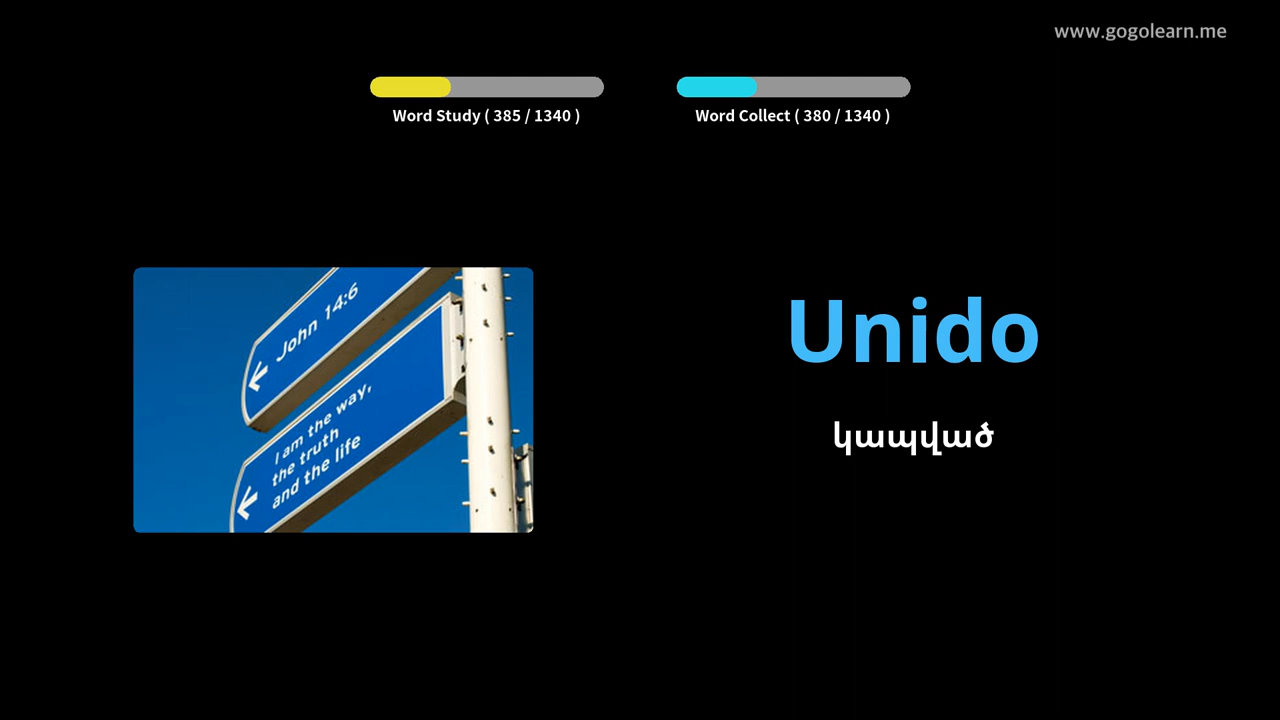 www.gogolearn.me
Word Study ( 385 / 1340 )
Word Collect ( 380 / 1340 )
John 14:6
I am the way,
the truth
and the life
Unido
կապված